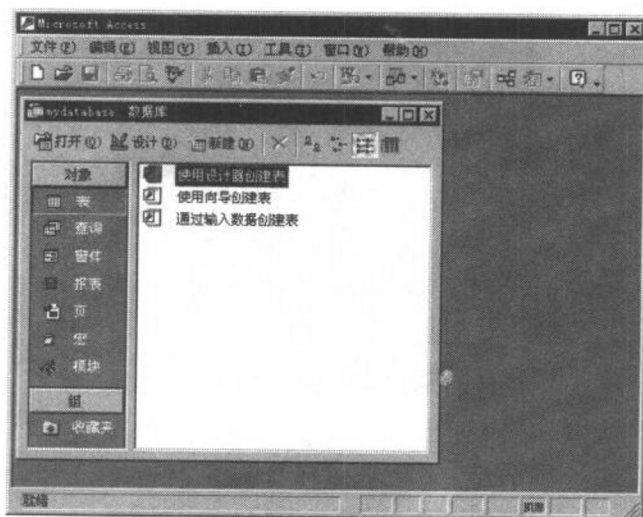 Microsoft Access
文件(F) 编辑(E) 视图(V) 插入(I) 工具(T) 窗口(W) 帮助(H)
mydatabase: 数据库
打开(O) 设计(D) 新建(N)
对象
表
查询
窗体
报表
页
宏
模块
组
收藏夹
使用设计器创建表
使用向导创建表
通过输入数据创建表
就绪
NUM